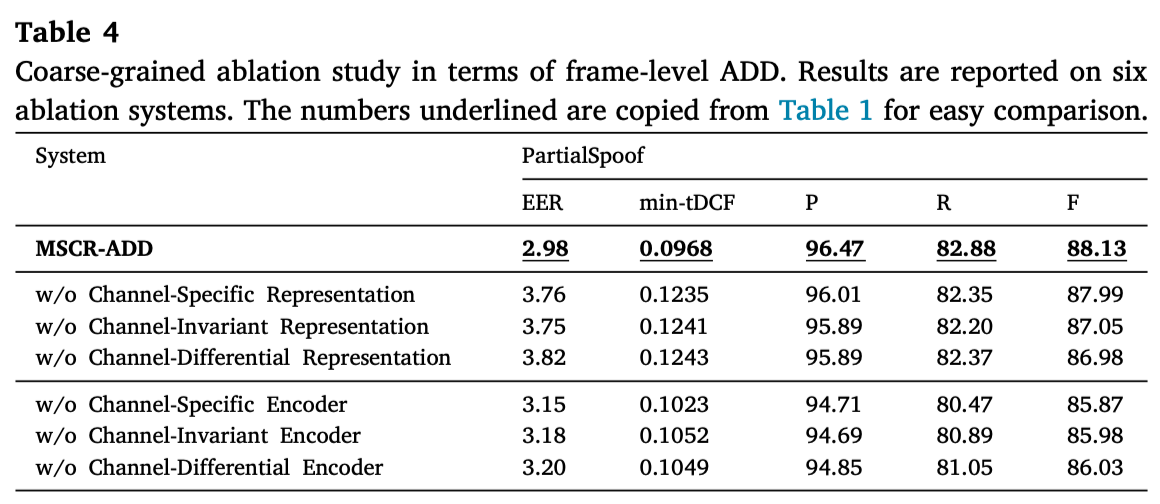 Table 4
Coarse-grained ablation study in terms of frame-level ADD. Results are reported on six
ablation systems. The numbers underlined are copied from Table 1 for easy comparison.
System PartialSpoof
EER min-tDCF P R F
MSCR-ADD 2.98 0.0968 96.47 82.88 88.13
w/o Channel-Specific Representation 3.76 0.1235 96.01 82.35 87.99
w/o Channel-Invariant Representation 3.75 0.1241 95.89 82.20 87.05
w/o Channel-Differential Representation 3.82 0.1243 95.89 82.37 86.98
w/o Channel-Specific Encoder 3.15 0.1023 94.71 80.47 85.87
w/o Channel-Invariant Encoder 3.18 0.1052 94.69 80.89 85.98
w/o Channel-Differential Encoder 3.20 0.1049 94.85 81.05 86.03